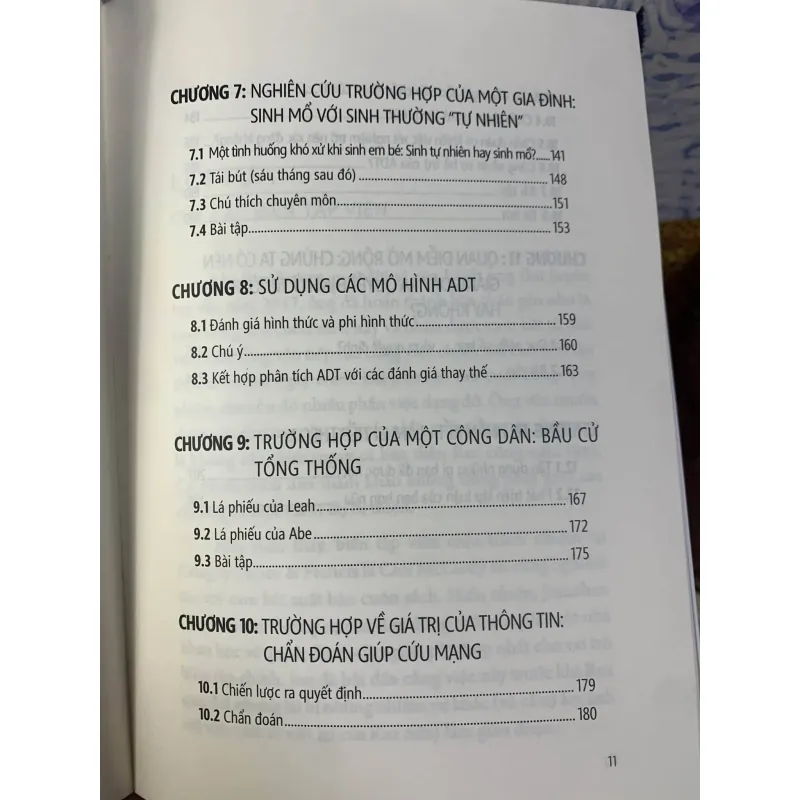 CHƯƠNG 7: NGHIÊN CỨU TRƯỜNG HỢP CỦA MỘT GIA ĐÌNH:
SINH MỔ VỚI SINH THƯỜNG "TỰ NHIÊN"
7.1 Một tình huống khó xử khi sinh em bé: Sinh tự nhiên hay sinh mổ?.....141
7.2 Tái bút (sáu tháng sau đó) ..................................................148
7.3 Chú thích chuyên môn..........................................................151
7.4 Bài tập..................................................................................153
CHƯƠNG 8: SỬ DỤNG CÁC MÔ HÌNH ADT
8.1 Đánh giá hình thức và phi hình thức.....................................159
8.2 Chú ý....................................................................................160
8.3 Kết hợp phân tích ADT với các đánh giá thay thế ...................163
CHƯƠNG 9: TRƯỜNG HỢP CỦA MỘT CÔNG DÂN: BẦU CỬ
TỔNG THỐNG
9.1 Lá phiếu của Leah..................................................................167
9.2 Lá phiếu của Abe ...................................................................172
9.3 Bài tập...................................................................................175
CHƯƠNG 10: TRƯỜNG HỢP VỀ GIÁ TRỊ CỦA THÔNG TIN:
CHẨN ĐOÁN GIÚP CỨU MẠNG
10.1 Chiến lược ra quyết định......................................................179
10.2 Chẩn đoán...........................................................................180
11